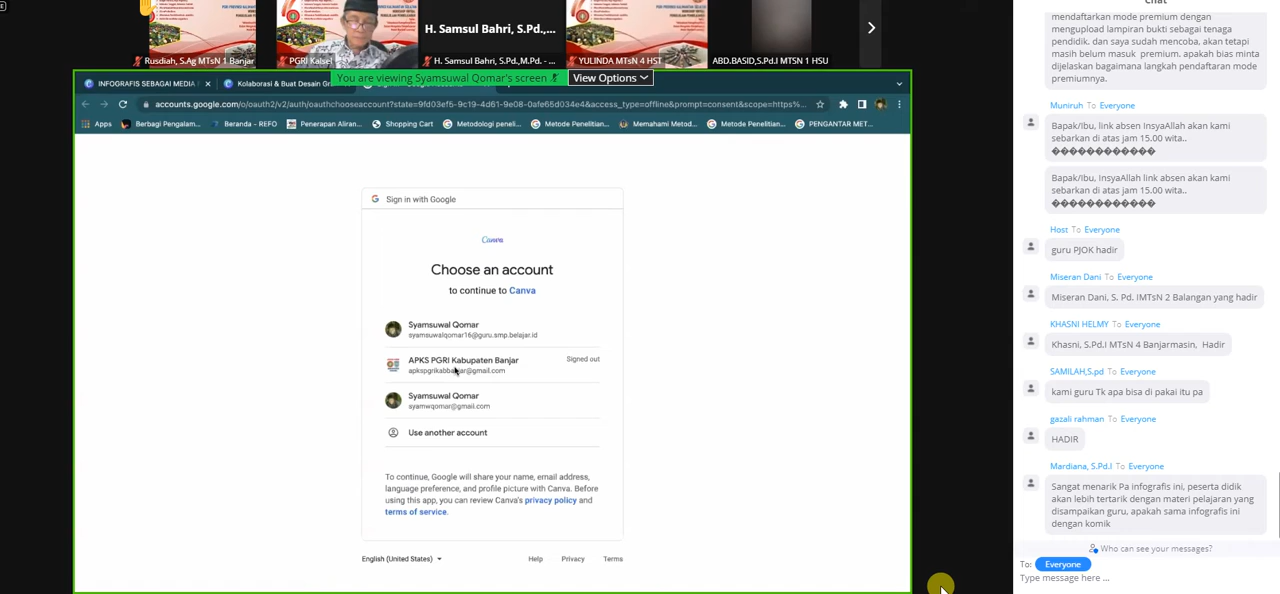 Rusdiah, S.Ag MTsN 1 Banjar
PGRI Kalsel
H. Samsul Bahri, S.Pd.,...
H. Samsul Bahri, S.Pd,M.Pd. - ...
YULINDA MTsN 4 HST
ABD.BASID,S.Pd.I MTSN 1 HSU
You are viewing Syamsuwal Qomar's screen
View Options
INFOGRAFIS SEBAGAI MEDIA
Kolaborasi & Buat Desain Gra
accounts.google.com/o/oauth2/v2/auth/oauthchooseaccount?state=9fd03ef5-9c19-4d61-9e08-0afe65d034e4&access_type=offline&prompt=consent&scope=https%...
Apps
Berbagi Pengalam...
Beranda - REFO
Penerapan Aliran...
Shopping Cart
Metodologi peneli...
Metode Penelitian...
Memahami Metod...
Metode Penelitian...
PENGANTAR MET...
Sign in with Google
Canva
Choose an account
to continue to Canva
Syamsuwal Qomar
syamsuwalqomar16@guru.smp.belajar.id
APKS PGRI Kabupaten Banjar
Signed out
Syamsuwal Qomar
syamwqomar@gmail.com
Use another account
To continue, Google will share your name, email address,
language preference, and profile picture with Canva. Before
using this app, you can review Canva's privacy policy and
terms of service.
English (United States)
Help
Privacy
Terms
Chat
mendaftarkan mode premium dengan
mengupload lampiran bukti sebagai tenaga
pendidik. dan saya sudah mencoba, akan tetapi
masih belum masuk premium. apakah bias minta
dijelaskan bagaimana langkah pendaftaran mode
premiumnya.
Muniruh To Everyone
Bapak/Ibu, link absen InsyaAllah akan kami
sebarkan di atas jam 15.00 wita..
��������������
Bapak/Ibu, InsyaAllah link absen akan kami
sebarkan di atas jam 15.00 wita..
��������������
Host To Everyone
guru PJOK hadir
Miseran Dani To Everyone
Miseran Dani, S. Pd. IMTsN 2 Balangan yang hadir
KHASNI HELMY To Everyone
Khasni, S.Pd.I MTsN 4 Banjarmasin, Hadir
SAMILAH,S.pd To Everyone
kami guru Tk apa bisa di pakai itu pa
gazali rahman To Everyone
HADIR
Mardiana, S.Pd.I To Everyone
Sangat menarik Pa infografis ini, peserta didik
akan lebih tertarik dengan materi pelajaran yang
disampaikan guru, apakah sama infografis ini
dengan komik
Who can see your messages?
To: Everyone
Type message here ...